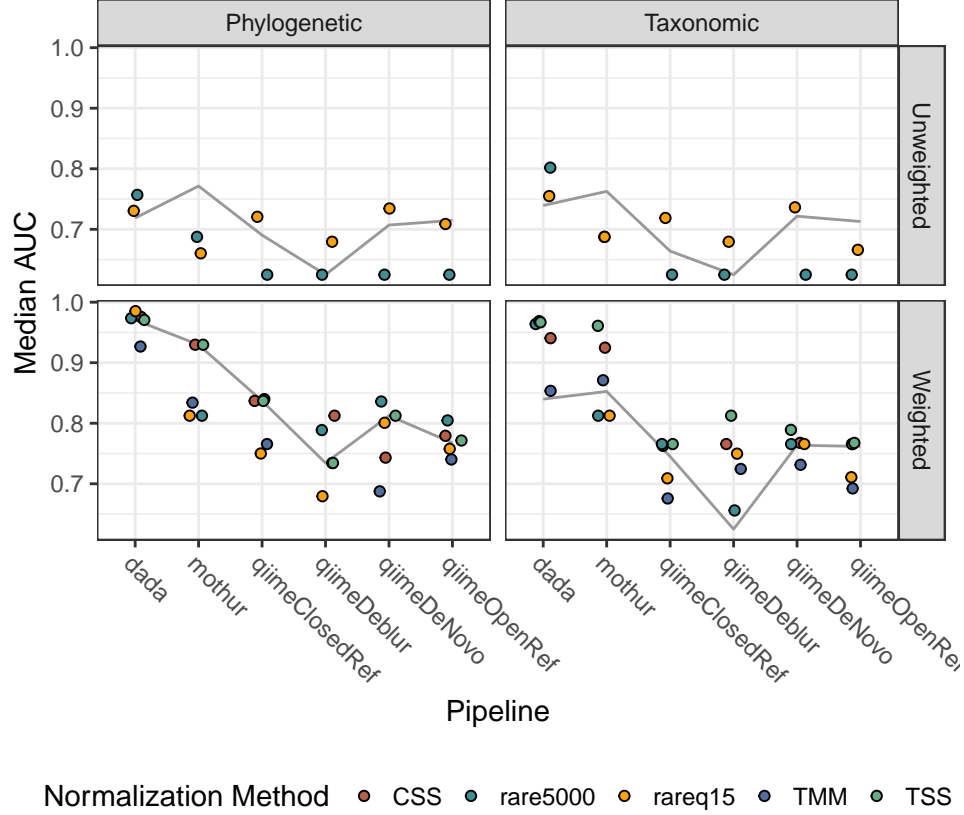 Phylogenetic Taxonomic
1.0
0.9
0.8
0.7
Unweighted
1.0
0.9
0.8
0.7
Weighted
Median AUC
dada mothur qiimeClosedRef qiimeDeblur qiimeDeNovo qiimeOpenRef
dada mothur qiimeClosedRef qiimeDeblur qiimeDeNovo qiimeOpenRef
Pipeline
Normalization Method CSS rare5000 rareq15 TMM TSS